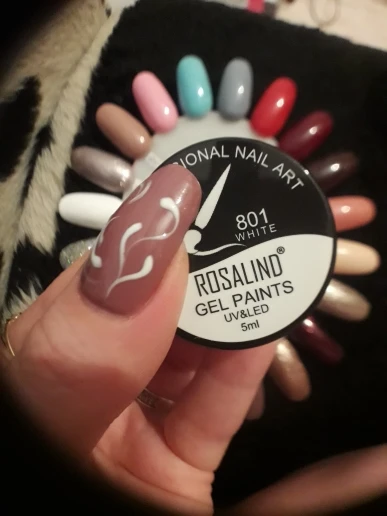 SIONAL NAIL ART
801
WHITE
ROSALIND®
GEL PAINTS
UV&LED
5ml